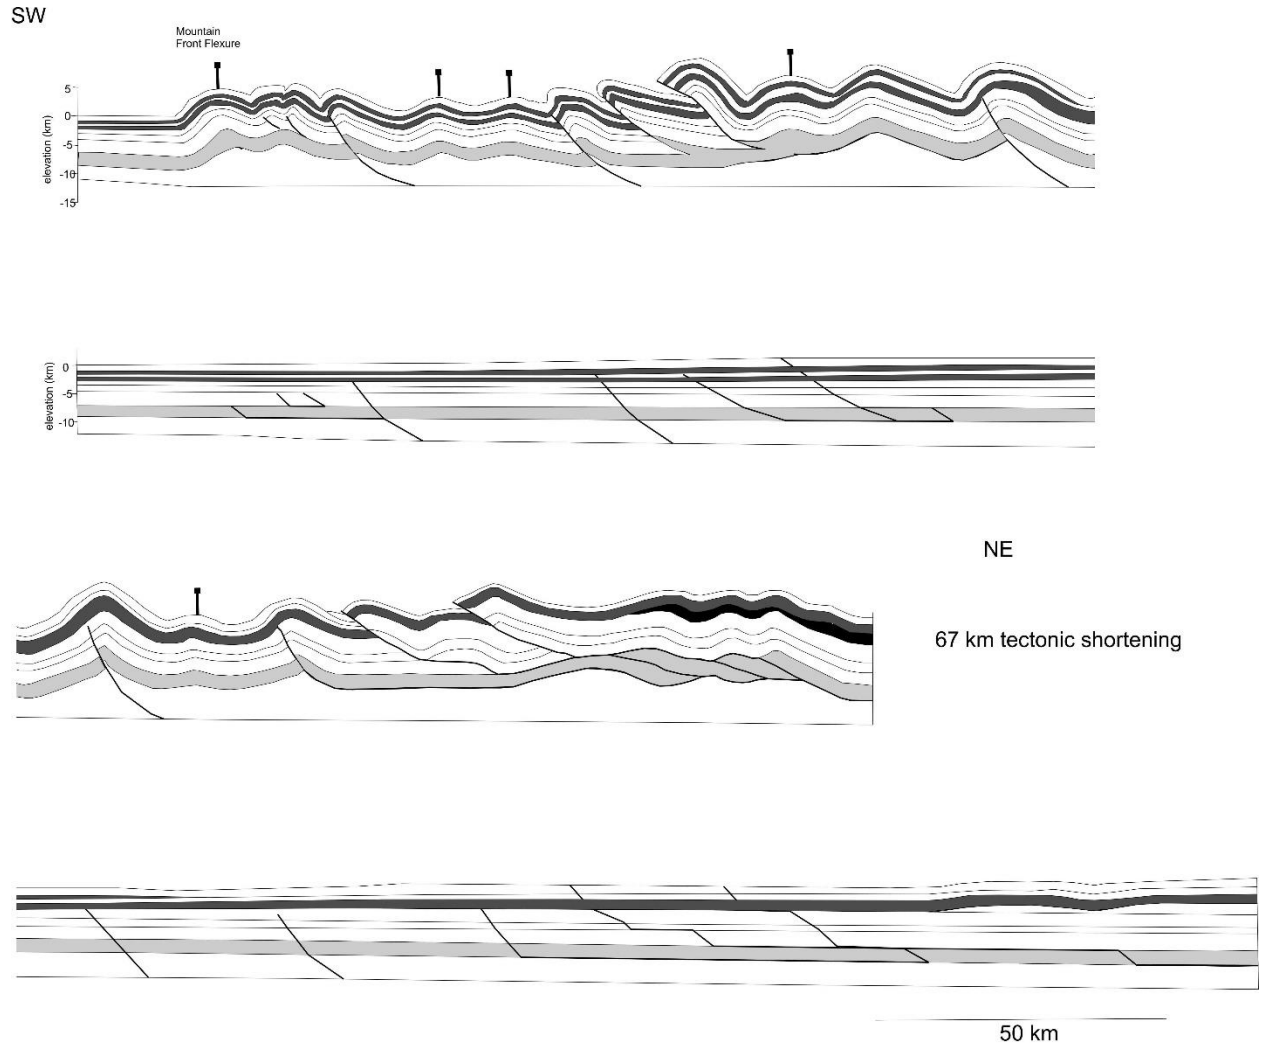 SW
Mountain
Front Flexure
5
0
-5
-10
-15
elevation (km)
0
-5
-10
elevation (km)
NE
67 km tectonic shortening
50 km